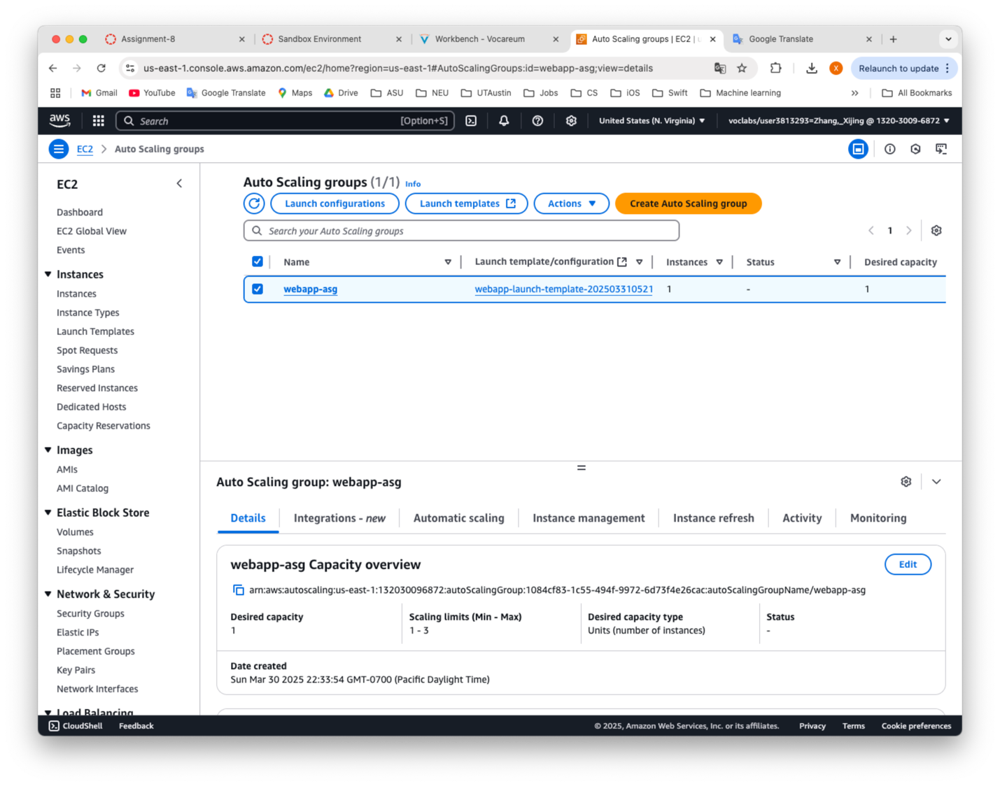 Assignment-8
Sandbox Environment
Workbench - Vocareum
Auto Scaling groups | EC2 | u
Google Translate
us-east-1.console.aws.amazon.com/ec2/home?region=us-east-1#AutoScalingGroups:id=webapp-asg;view=details
X
Relaunch to update
Gmail
YouTube
Google Translate
Maps
Drive
ASU
NEU
UTAustin
Jobs
CS
iOS
Swift
Machine learning
All Bookmarks
aws
Search
[Option+S]
United States (N. Virginia)
voclabs/user3813293=Zhang,_Xijing @ 1320-3009-6872
EC2
Auto Scaling groups
EC2
Dashboard
EC2 Global View
Events
Instances
Instances
Instance Types
Launch Templates
Spot Requests
Savings Plans
Reserved Instances
Dedicated Hosts
Capacity Reservations
Images
AMIs
AMI Catalog
Elastic Block Store
Volumes
Snapshots
Lifecycle Manager
Network & Security
Security Groups
Elastic IPs
Placement Groups
Key Pairs
Network Interfaces
Load Balancing
Auto Scaling groups (1/1) Info
Launch configurations
Launch templates
Actions
Create Auto Scaling group
Search your Auto Scaling groups
1
Name
Launch template/configuration
Instances
Status
Desired capacity
webapp-asg
webapp-launch-template-202503310521
1
-
1
Auto Scaling group: webapp-asg
Details
Integrations - new
Automatic scaling
Instance management
Instance refresh
Activity
Monitoring
webapp-asg Capacity overview
Edit
arn:aws:autoscaling:us-east-1:132030096872:autoScalingGroup:1084cf83-1c55-494f-9972-6d73f4e26cac:autoScalingGroupName/webapp-asg
Desired capacity
1
Scaling limits (Min - Max)
1 - 3
Desired capacity type
Units (number of instances)
Status
-
Date created
Sun Mar 30 2025 22:33:54 GMT-0700 (Pacific Daylight Time)
CloudShell
Feedback
© 2025, Amazon Web Services, Inc. or its affiliates.
Privacy
Terms
Cookie preferences